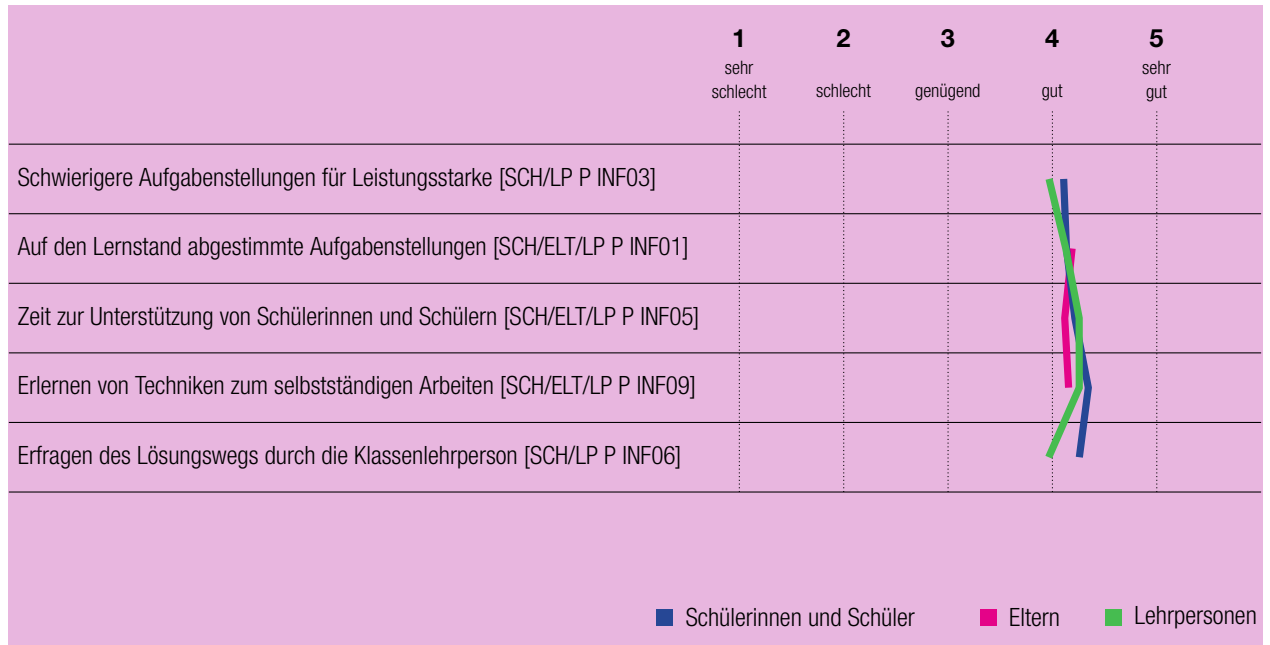 1 2 3 4 5
sehr schlecht schlecht genügend gut sehr gut
Schwierigere Aufgabenstellungen für Leistungsstarke [SCH/LP P INF03]
Auf den Lernstand abgestimmte Aufgabenstellungen [SCH/ELT/LP P INF01]
Zeit zur Unterstützung von Schülerinnen und Schülern [SCH/ELT/LP P INF05]
Erlernen von Techniken zum selbstständigen Arbeiten [SCH/ELT/LP P INF09]
Erfragen des Lösungswegs durch die Klassenlehrperson [SCH/LP P INF06]
Schülerinnen und Schüler Eltern Lehrpersonen